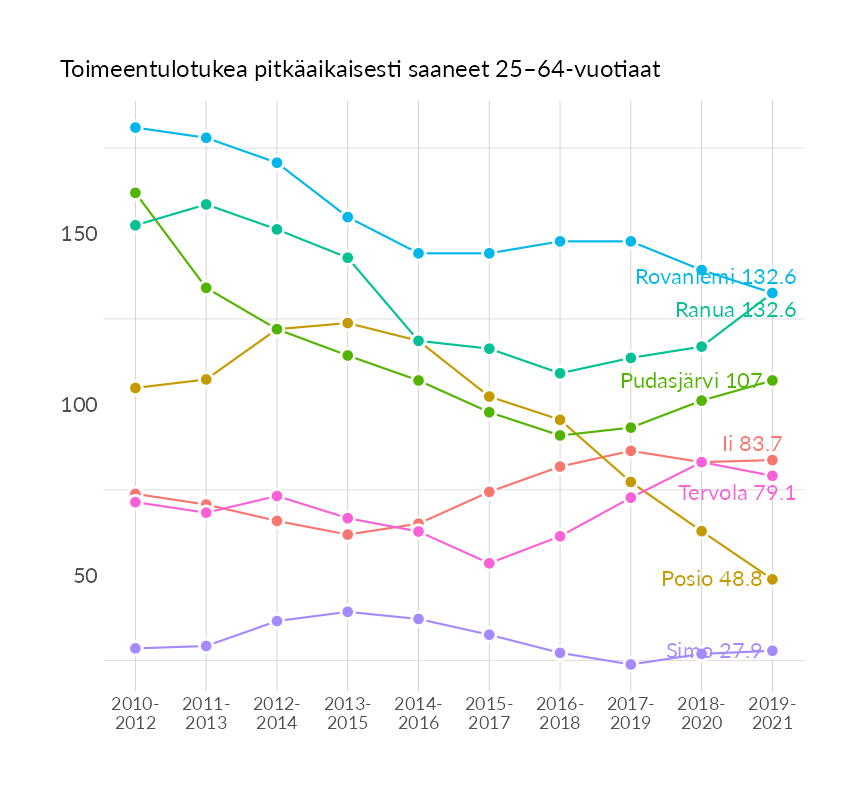 Toimeentulotukea pitkäaikaisesti saaneet 25–64-vuotiaat
150
100
50
Rovaniemi 132.6
Ranua 132.6
Pudasjärvi 107
Ii 83.7
Tervola 79.1
Posio 48.8
Simo 27.9
2010- 2011- 2012- 2013- 2014- 2015- 2016- 2017- 2018- 2019-
2012 2013 2014 2015 2016 2017 2018 2019 2020 2021